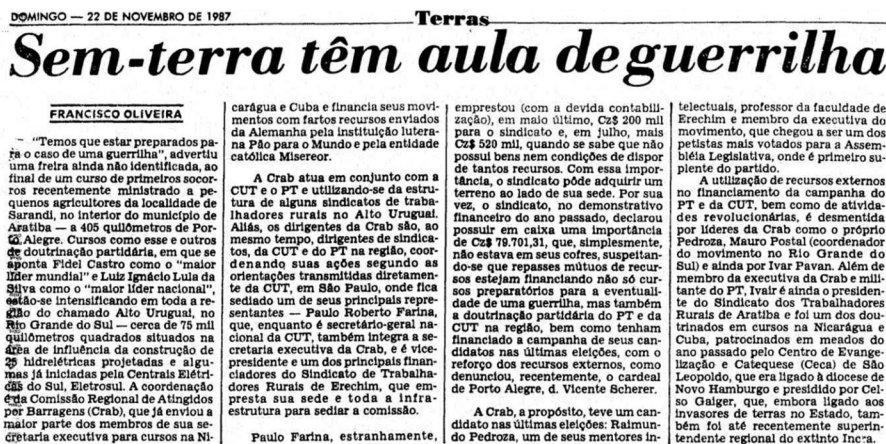 DOMINGO — 22 DE NOVEMBRO DE 1987
Terras
Sem-terra têm aula de guerrilha
FRANCISCO OLIVEIRA
"Temos que estar preparados pa-
ra o caso de uma guerrilha", advertiu
uma freira ainda não identificada, ao
final de um curso de primeiros socor-
ros recentemente ministrado a pe-
quenos agricultores da localidade de
Sarandi, no interior do município de
Aratiba — a 405 quilômetros de Por-
to Alegre. Cursos como esse e outros
de doutrinação partidária, em que se
aponta Fidel Castro como o "maior
líder mundial" e Luiz Ignácio Lula da
Silva como o "maior líder nacional",
estão-se intensificando em toda a re-
gião do chamado Alto Uruguai, no
Rio Grande do Sul — cerca de 75 mil
quilômetros quadrados situados na
área de influência da construção de
25 hidrelétricas projetadas e algu-
mas já iniciadas pela Centrais Elétri-
cas do Sul, Eletrosul. A coordenação
é da Comissão Regional de Atingidos
por Barragens (Crab), que já enviou a
maior parte dos membros de sua se-
cretaria executiva para cursos na Ni-
carágua e Cuba e financia seus movi-
mentos com fartos recursos enviados
da Alemanha pela instituição lutera-
na Pão para o Mundo e pela entidade
católica Misereor.
A Crab atua em conjunto com a
CUT e o PT e utilizando-se da estrutu-
ra de alguns sindicatos de traba-
lhadores rurais no Alto Uruguai.
Aliás, os dirigentes da Crab são, ao
mesmo tempo, dirigentes de sindica-
tos, da CUT e do PT na região, coor-
denando suas ações segundo as
orientações transmitidas diretamen-
te da CUT, em São Paulo, onde fica
sediado um de seus principais repre-
sentantes — Paulo Roberto Farina,
que, enquanto é secretário-geral na-
cional da CUT, também integra a se-
cretaria executiva da Crab, e é vice-
presidente e um dos principais finan-
ciadores do Sindicato de Trabalha-
dores Rurais de Erechim, que em-
presta sua sede e toda a infra-
estrutura para sediar a comissão.
Paulo Farina, estranhamente,
emprestou (com a devida contabili-
zação), em maio último, Cz$ 200 mil
para o sindicato e, em julho, mais
Cz$ 520 mil, quando se sabe que não
possui bens nem condições de dispor
de tantos recursos. Com essa impor-
tância, o sindicato pôde adquirir um
terreno ao lado de sua sede. Por sua
vez, o sindicato, no demonstrativo
financeiro do ano passado, declarou
possuir em caixa uma importância
de Cz$ 79.701,31, que, simplesmente,
não estava em seus cofres, suspeitan-
do-se que repasses mútuos de recur-
sos estejam financiando não só cur-
sos preparatórios para a eventuali-
dade de uma guerrilha, mas também
a doutrinação partidária do PT e da
CUT na região, bem como tenham
financiado a campanha de seus can-
didatos nas últimas eleições, com o
reforço dos recursos externos, como
denunciou, recentemente, o cardeal
de Porto Alegre, d. Vicente Scherer.
A Crab, a propósito, teve um can-
didato nas últimas eleições: Raimun-
do Pedroza, um de seus mentores in-
telectuais, professor da faculdade de
Erechim e membro da executiva do
movimento, que chegou a ser um dos
petistas mais votados para a Assem-
bléia Legislativa, onde é primeiro su-
plente do partido.
A utilização de recursos externos
no financiamento da campanha do
PT e da CUT, bem como de ativida-
des revolucionárias, é desmentida
por líderes da Crab como o próprio
Pedroza, Mauro Postal (coordenador
do movimento no Rio Grande do
Sul) e ainda por Ivar Pavan. Além de
membro da executiva da Crab e mili-
tante do PT, Ivair é ainda o presiden-
te do Sindicato dos Trabalhadores
Rurais de Aratiba e foi um dos dou-
trinados em cursos na Nicarágua e
Cuba, patrocinados em meados do
ano passado pelo Centro de Evange-
lização e Catequese (Ceca) de São
Leopoldo, que era ligado à diocese de
Novo Hamburgo e presidido por Cel-
so Gaiger, que, embora ligado aos
invasores de terras no Estado, tam-
bém foi até recentemente superin-
tendente regional do extinto Incra.